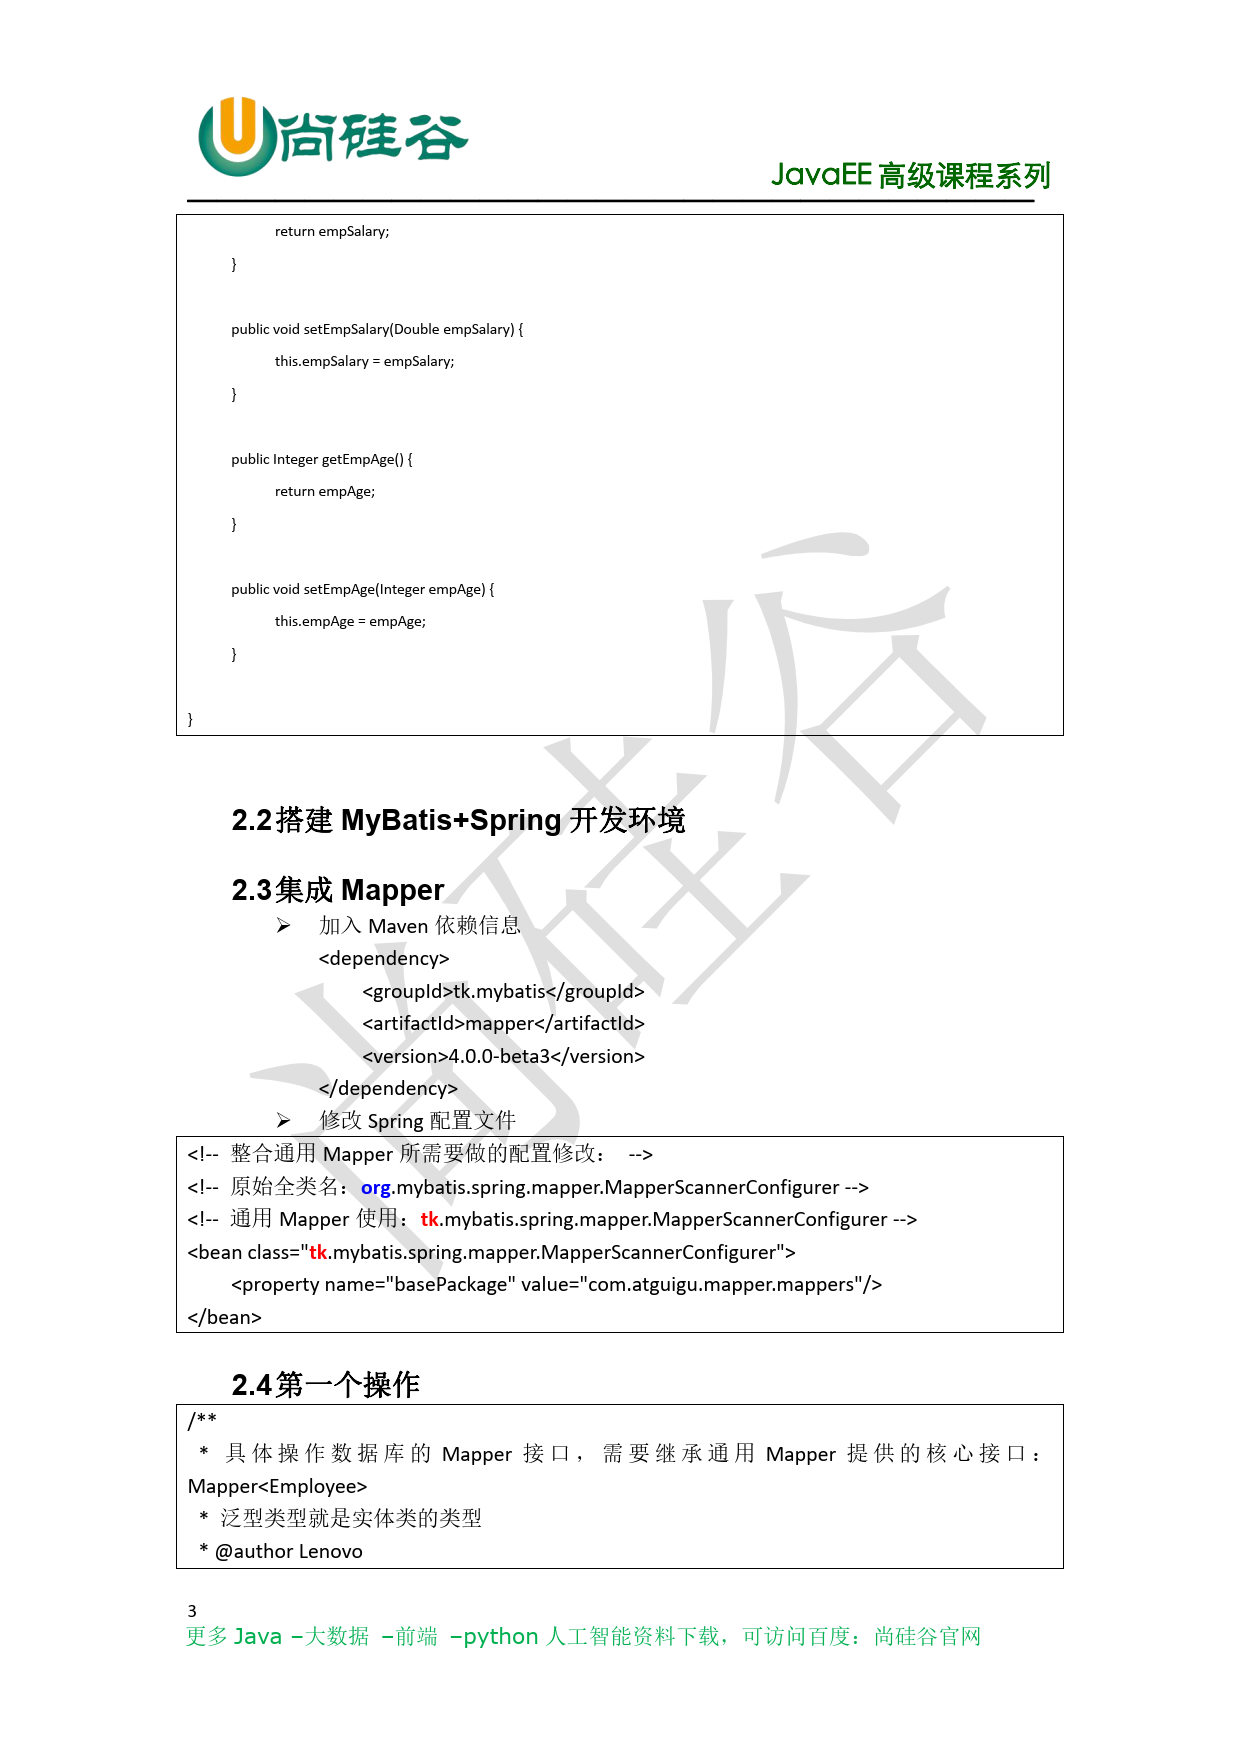 尚硅谷
JavaEE 高级课程系列
return empSalary;
}
public void setEmpSalary(Double empSalary) {
this.empSalary = empSalary;
}
public Integer getEmpAge() {
return empAge;
}
public void setEmpAge(Integer empAge) {
this.empAge = empAge;
}
}
2.2搭建 MyBatis+Spring 开发环境
2.3集成 Mapper
➢ 加入 Maven 依赖信息
<dependency>
<groupId>tk.mybatis</groupId>
<artifactId>mapper</artifactId>
<version>4.0.0-beta3</version>
</dependency>
➢ 修改 Spring 配置文件
<!-- 整合通用 Mapper 所需要做的配置修改： -->
<!-- 原始全类名：org.mybatis.spring.mapper.MapperScannerConfigurer -->
<!-- 通用 Mapper 使用：tk.mybatis.spring.mapper.MapperScannerConfigurer -->
<bean class="tk.mybatis.spring.mapper.MapperScannerConfigurer">
<property name="basePackage" value="com.atguigu.mapper.mappers"/>
</bean>
2.4第一个操作
/**
* 具体操作数据库的 Mapper 接口，需要继承通用 Mapper 提供的核心接口：
Mapper<Employee>
* 泛型类型就是实体类的类型
* @author Lenovo
3
更多 Java –大数据 –前端 –python 人工智能资料下载，可访问百度：尚硅谷官网
尚硅谷